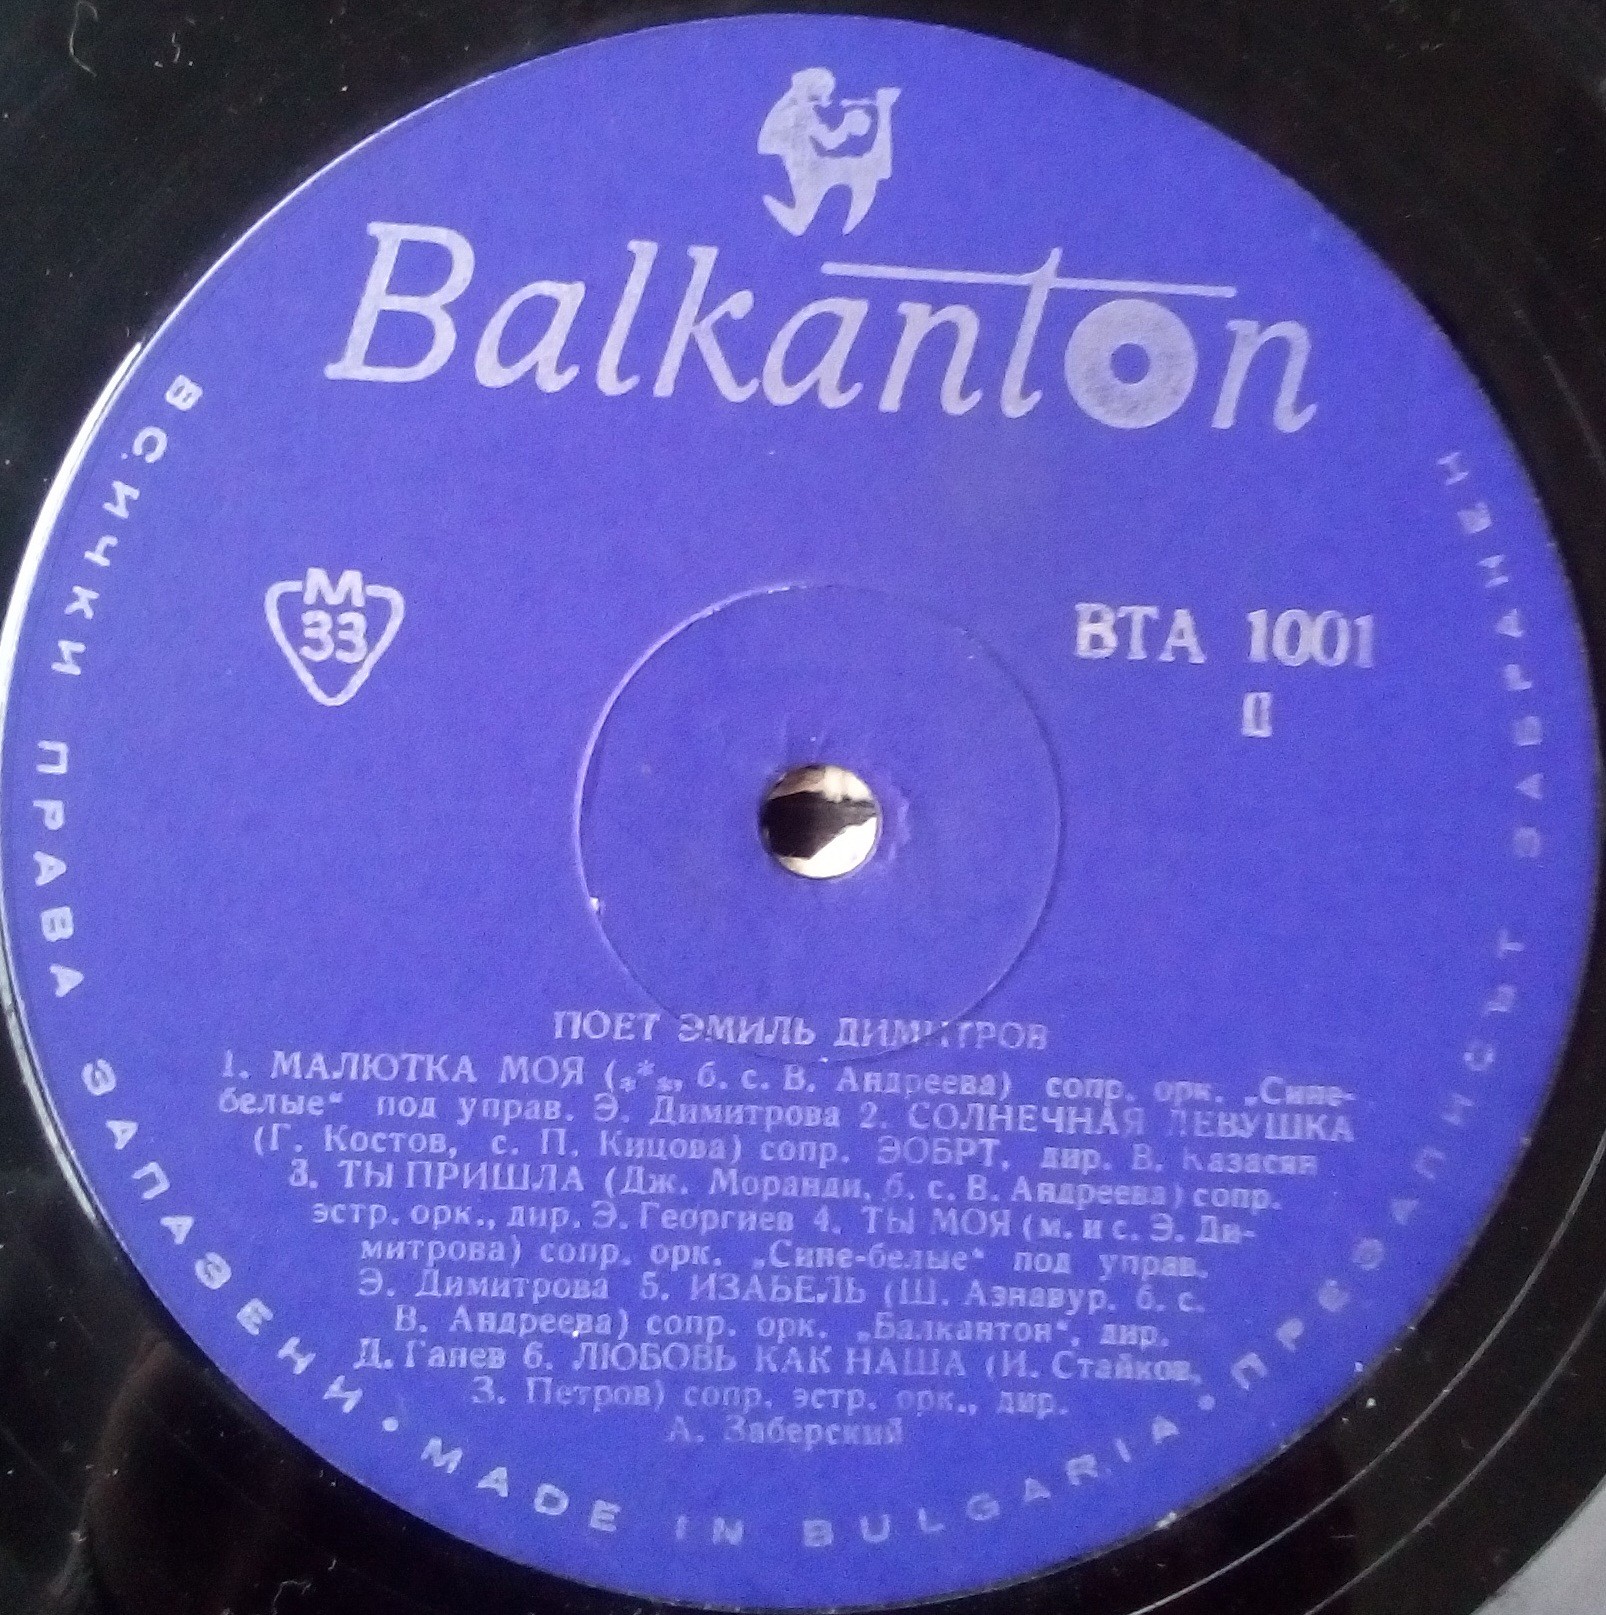 Balkanton
М
33
ВТА 1001
II
ПОЕТ ЭМИЛЬ ДИМИТРОВ
1. МАЛЮТКА МОЯ (***, б. с. В. Андреева) сопр. орк. „Сине-
белые“ под управ. Э. Димитрова 2. СОЛНЕЧНАЯ ДЕВУШКА
(Г. Костов, с. П. Кицова) сопр. ЭОБРТ, дир. В. Казасян
3. ТЫ ПРИШЛА (Дж. Моранди, б. с. В. Андреева) сопр.
эстр. орк., дир. Э. Георгиев 4. ТЫ МОЯ (м. и с. Э. Ди-
митрова) сопр. орк. „Сине-белые“ под управ.
Э. Димитрова 5. ИЗАБЕЛЬ (Ш. Азнавур. б. с.
В. Андреева) сопр. орк. „Балкантон“, дир.
Д. Ганев 6. ЛЮБОВЬ КАК НАША (И. Стайков,
З. Петров) сопр. эстр. орк., дир.
А. Заберский
ВСИЧКИ ПРАВА ЗАПАЗЕНИ • MADE IN BULGARIA • ПРЕЗАПИСЪТ ЗАБРАНЕН